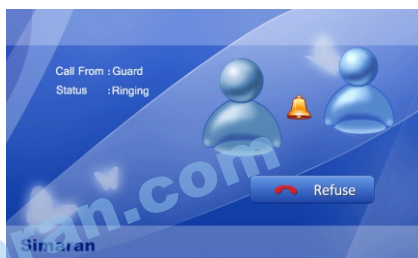 Call From : Guard
Status : Ringing
Refuse
ran.com
Simaran